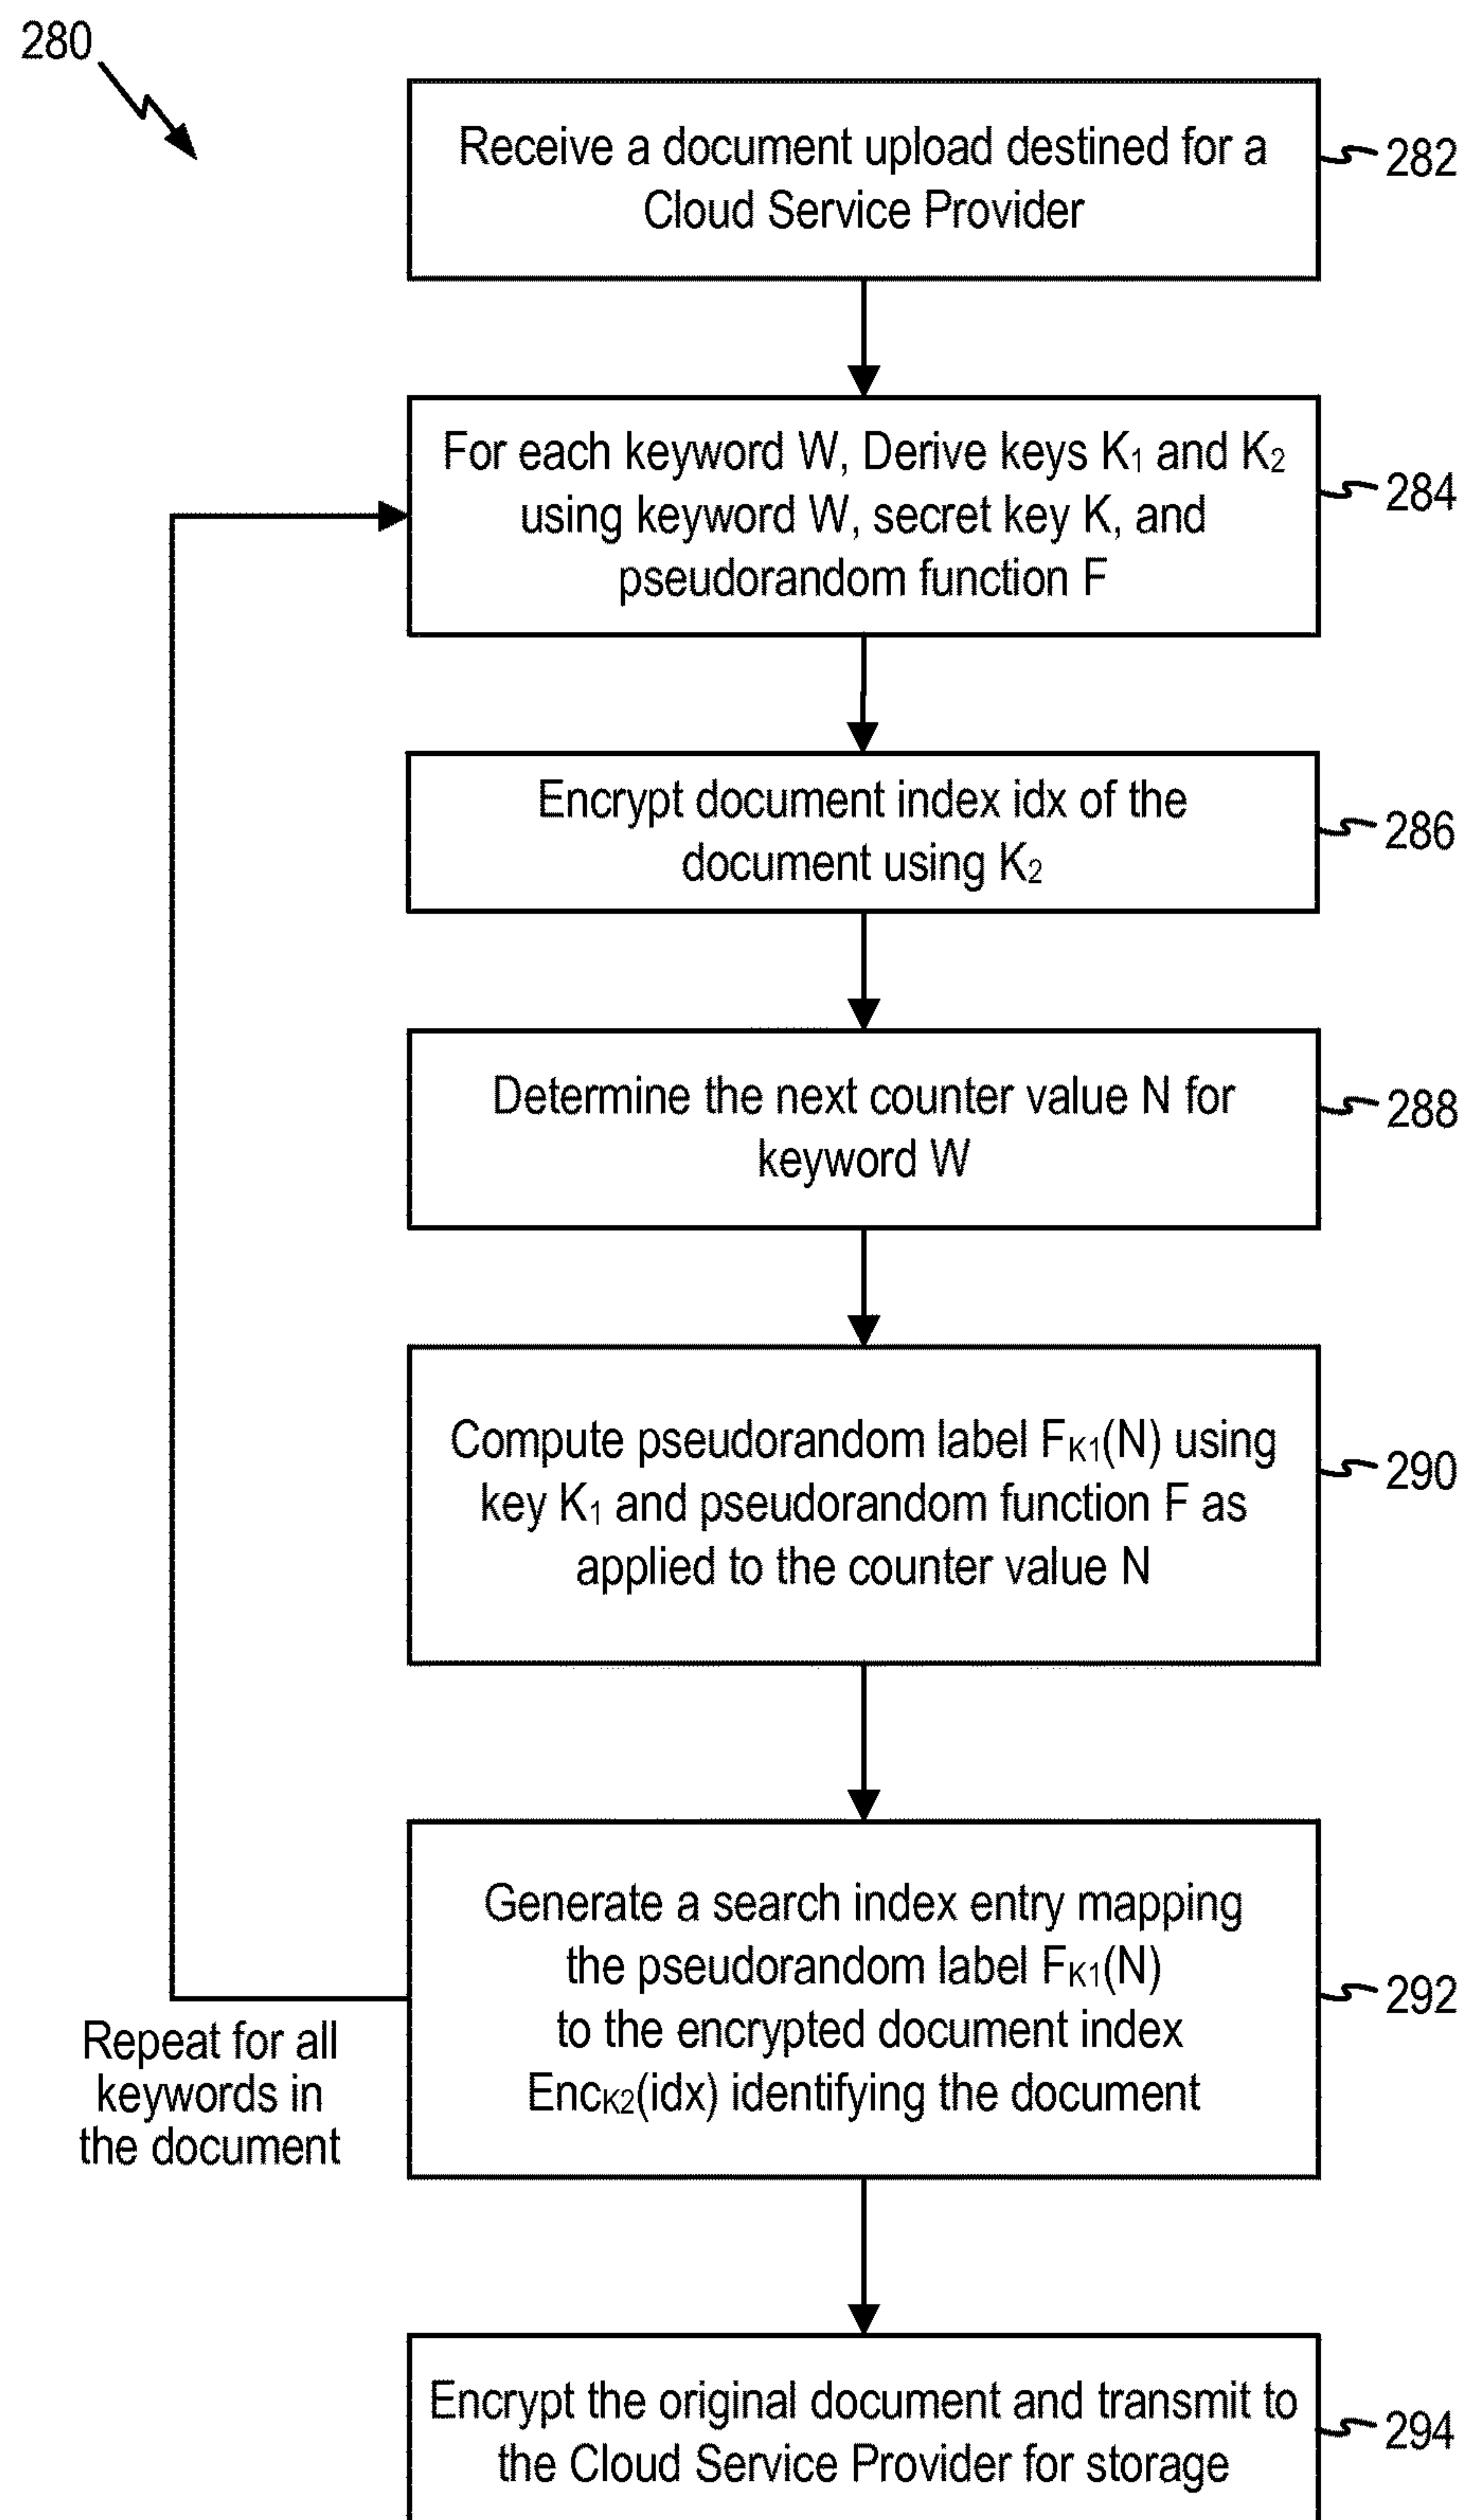 280
Receive a document upload destined for a
Cloud Service Provider
282
For each keyword W, Derive keys K₁ and K₂
using keyword W, secret key K, and
pseudorandom function F
284
Encrypt document index idx of the
document using K₂
286
Determine the next counter value N for
keyword W
288
Compute pseudorandom label F_K1(N) using
key K₁ and pseudorandom function F as
applied to the counter value N
290
Generate a search index entry mapping
the pseudorandom label F_K1(N)
to the encrypted document index
Enc_K2(idx) identifying the document
292
Repeat for all
keywords in
the document
Encrypt the original document and transmit to
the Cloud Service Provider for storage
294